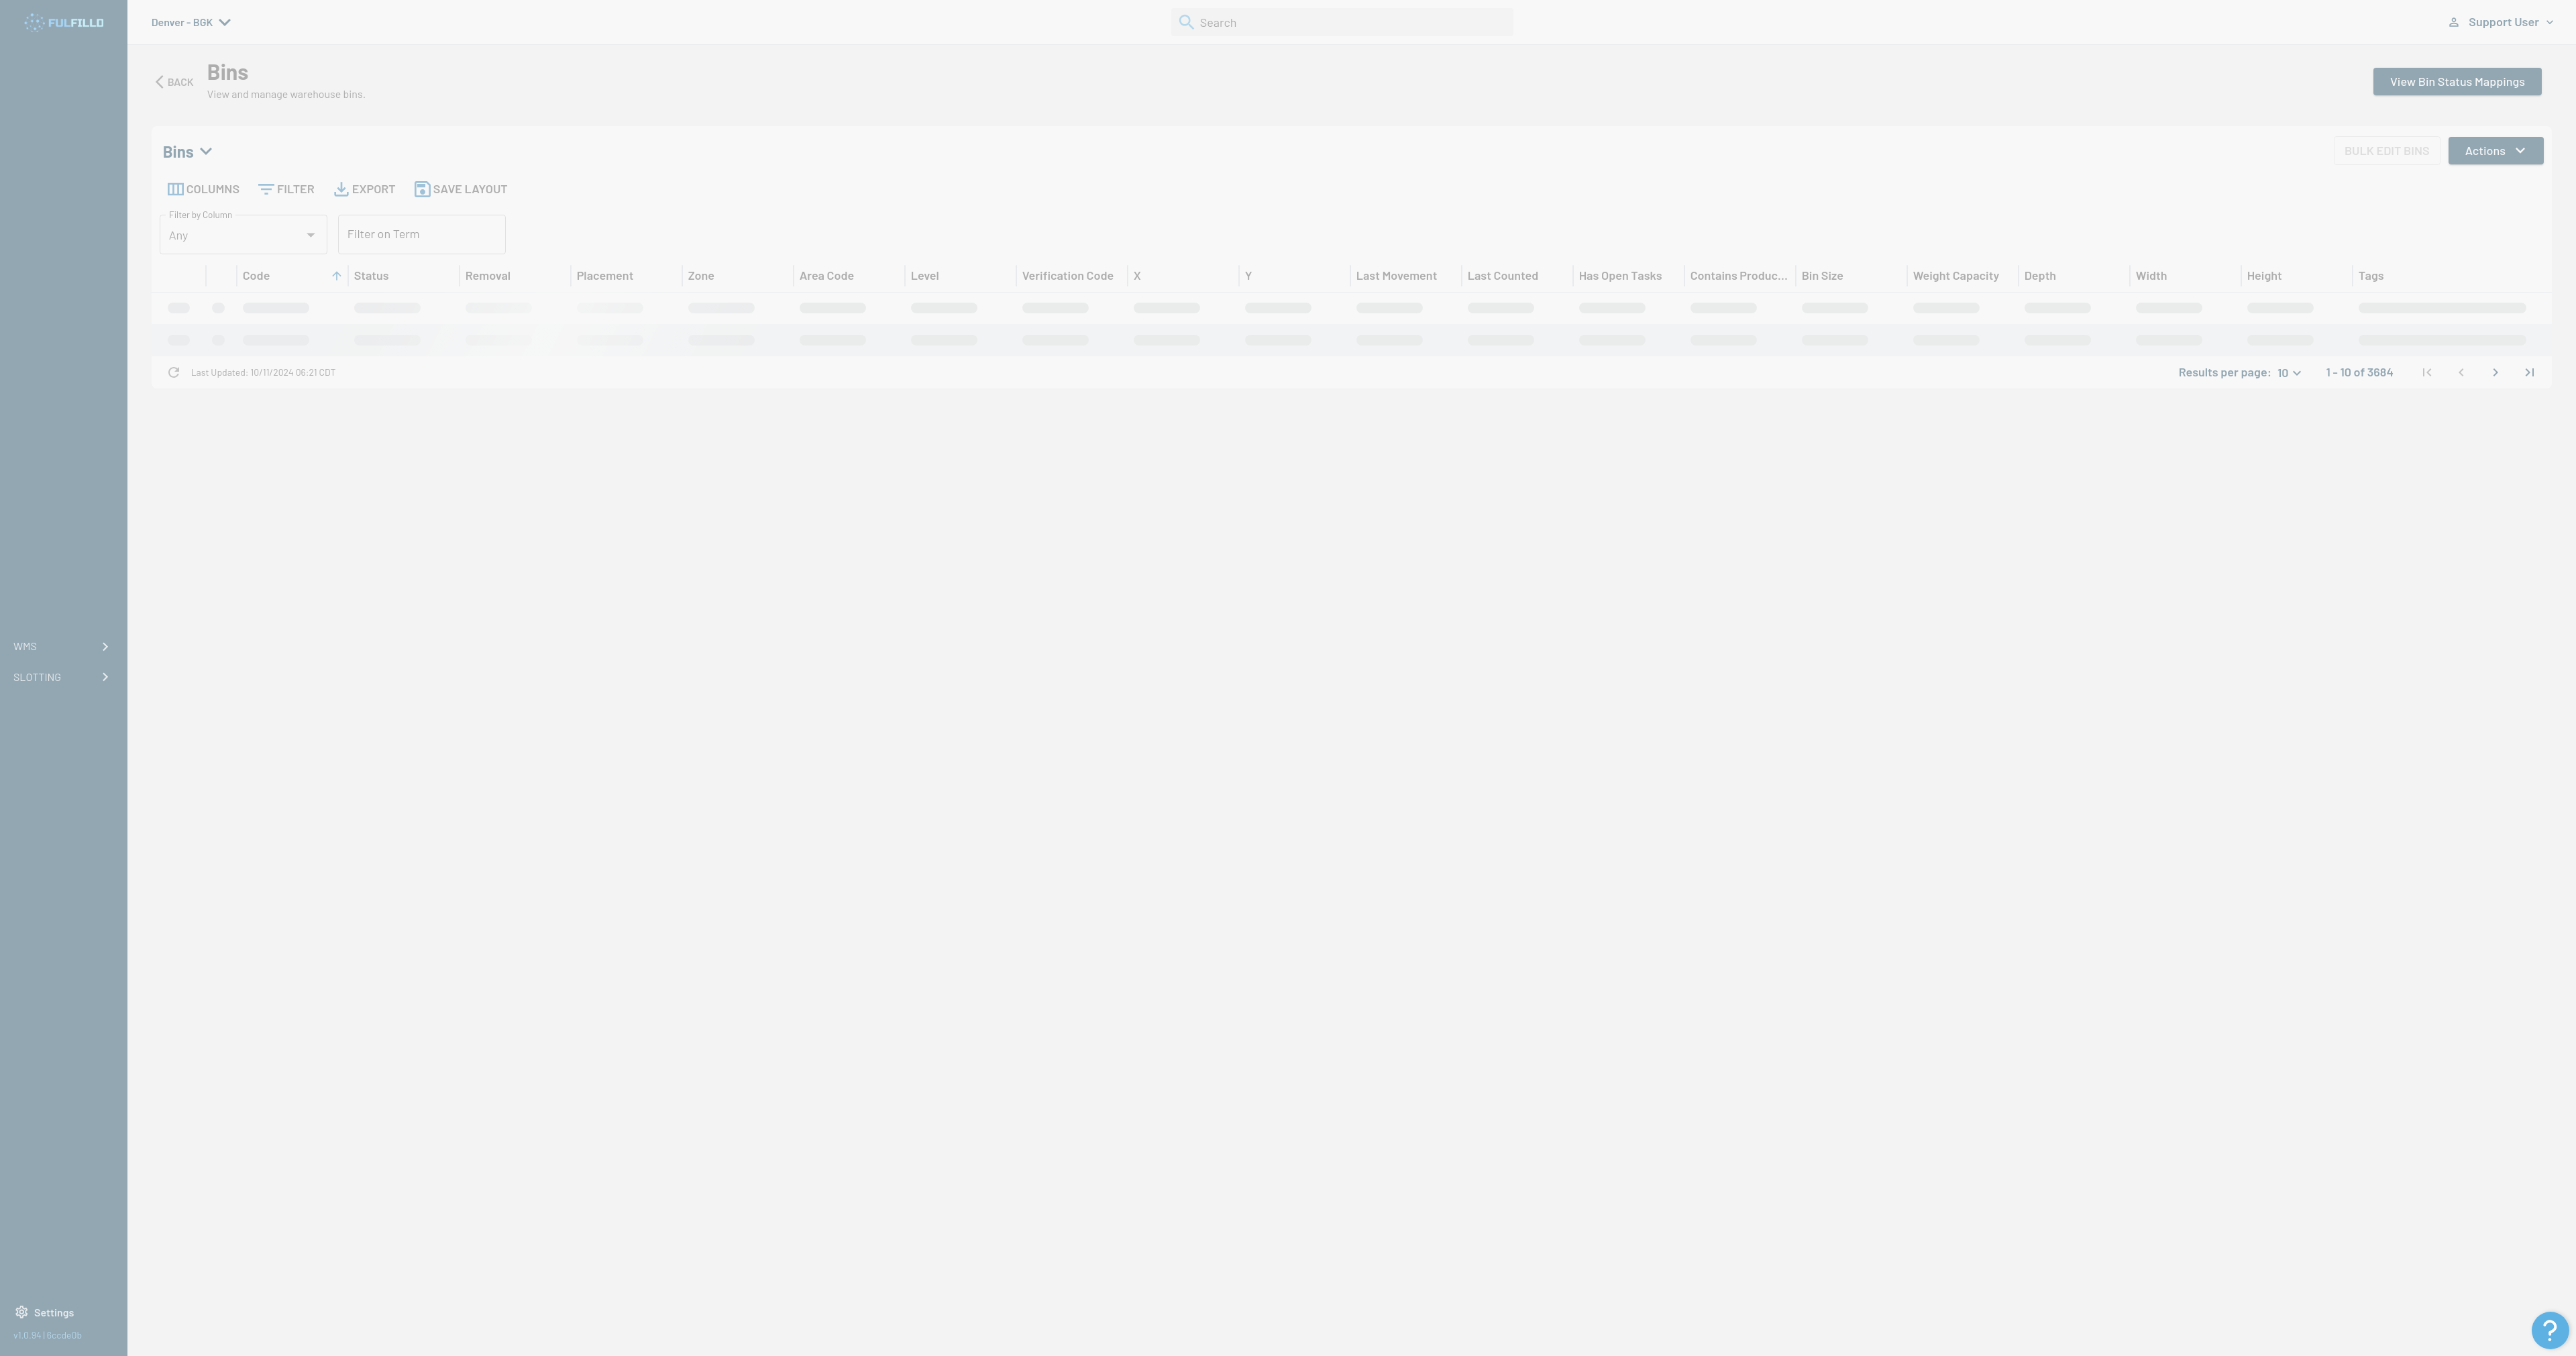 FULFILLD
Denver - BGK
Search
Support User
BACK
Bins
View and manage warehouse bins.
View Bin Status Mappings
Bins
BULK EDIT BINS
Actions
COLUMNS FILTER EXPORT SAVE LAYOUT
Filter by Column
Any
Filter on Term
Code Status Removal Placement Zone Area Code Level Verification Code X Y Last Movement Last Counted Has Open Tasks Contains Produc... Bin Size Weight Capacity Depth Width Height Tags
Last Updated: 10/11/2024 06:21 CDT
Results per page: 10 1 - 10 of 3684
WMS
SLOTTING
Settings
v1.0.94 | 6ccde0b